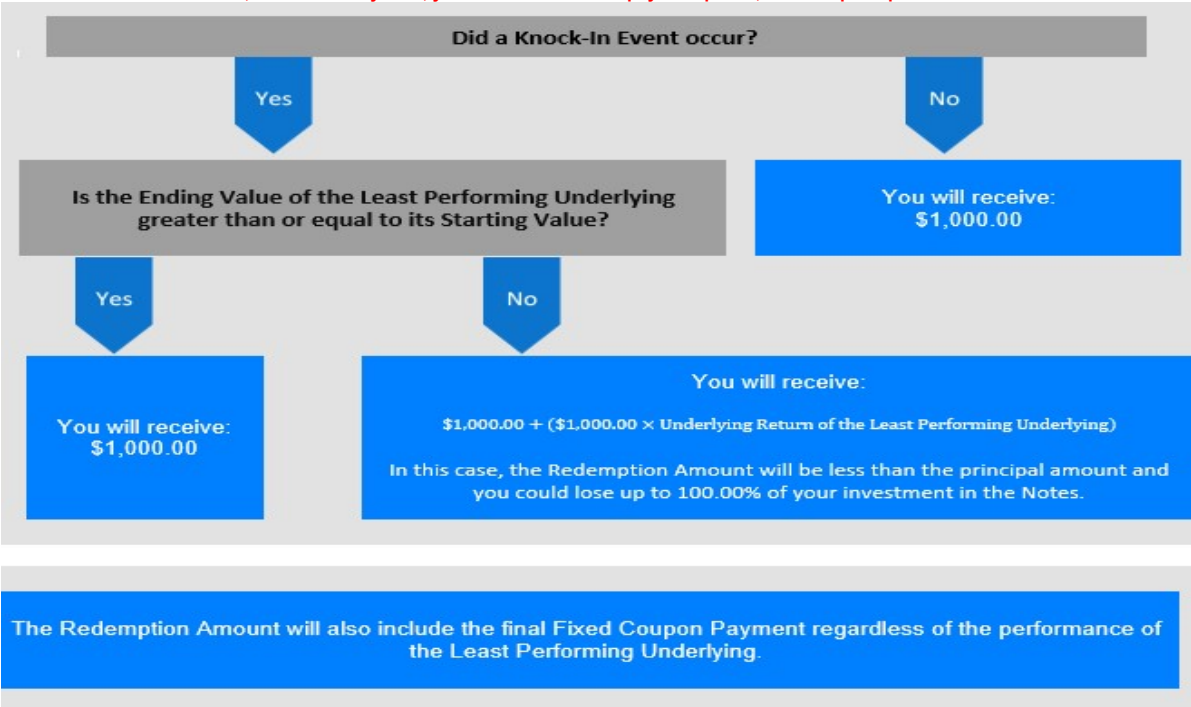 Did a Knock-In Event occur?
Yes
No
Is the Ending Value of the Least Performing Underlying
greater than or equal to its Starting Value?
You will receive:
$1,000.00
Yes
No
You will receive:
$1,000.00
You will receive:
$1,000.00 + ($1,000.00 × Underlying Return of the Least Performing Underlying)
In this case, the Redemption Amount will be less than the principal amount and
you could lose up to 100.00% of your investment in the Notes.
The Redemption Amount will also include the final Fixed Coupon Payment regardless of the performance of
the Least Performing Underlying.